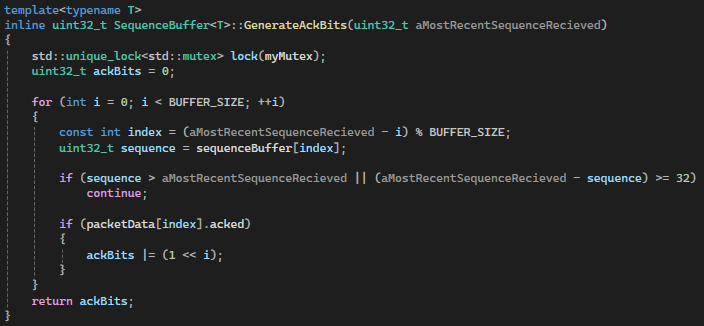 template<typename T>
inline uint32_t SequenceBuffer<T>::GenerateAckBits(uint32_t aMostRecentSequenceRecieved)
{
    std::unique_lock<std::mutex> lock(myMutex);
    uint32_t ackBits = 0;

    for (int i = 0; i < BUFFER_SIZE; ++i)
    {
        const int index = (aMostRecentSequenceRecieved - i) % BUFFER_SIZE;
        uint32_t sequence = sequenceBuffer[index];

        if (sequence > aMostRecentSequenceRecieved || (aMostRecentSequenceRecieved - sequence) >= 32)
            continue;

        if (packetData[index].acked)
        {
            ackBits |= (1 << i);
        }
    }
    return ackBits;
}